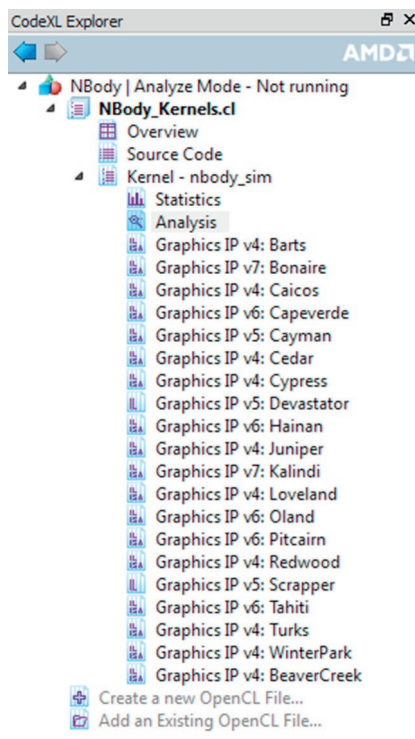 CodeXL Explorer
AMD
NBody | Analyze Mode - Not running
NBody_Kernels.cl
Overview
Source Code
Kernel - nbody_sim
Statistics
Analysis
Graphics IP v4: Barts
Graphics IP v7: Bonaire
Graphics IP v4: Caicos
Graphics IP v6: Capeverde
Graphics IP v5: Cayman
Graphics IP v4: Cedar
Graphics IP v4: Cypress
Graphics IP v5: Devastator
Graphics IP v6: Hainan
Graphics IP v4: Juniper
Graphics IP v7: Kalindi
Graphics IP v4: Loveland
Graphics IP v6: Oland
Graphics IP v6: Pitcairn
Graphics IP v4: Redwood
Graphics IP v5: Scrapper
Graphics IP v6: Tahiti
Graphics IP v4: Turks
Graphics IP v4: WinterPark
Graphics IP v4: BeaverCreek
Create a new OpenCL File...
Add an Existing OpenCL File...